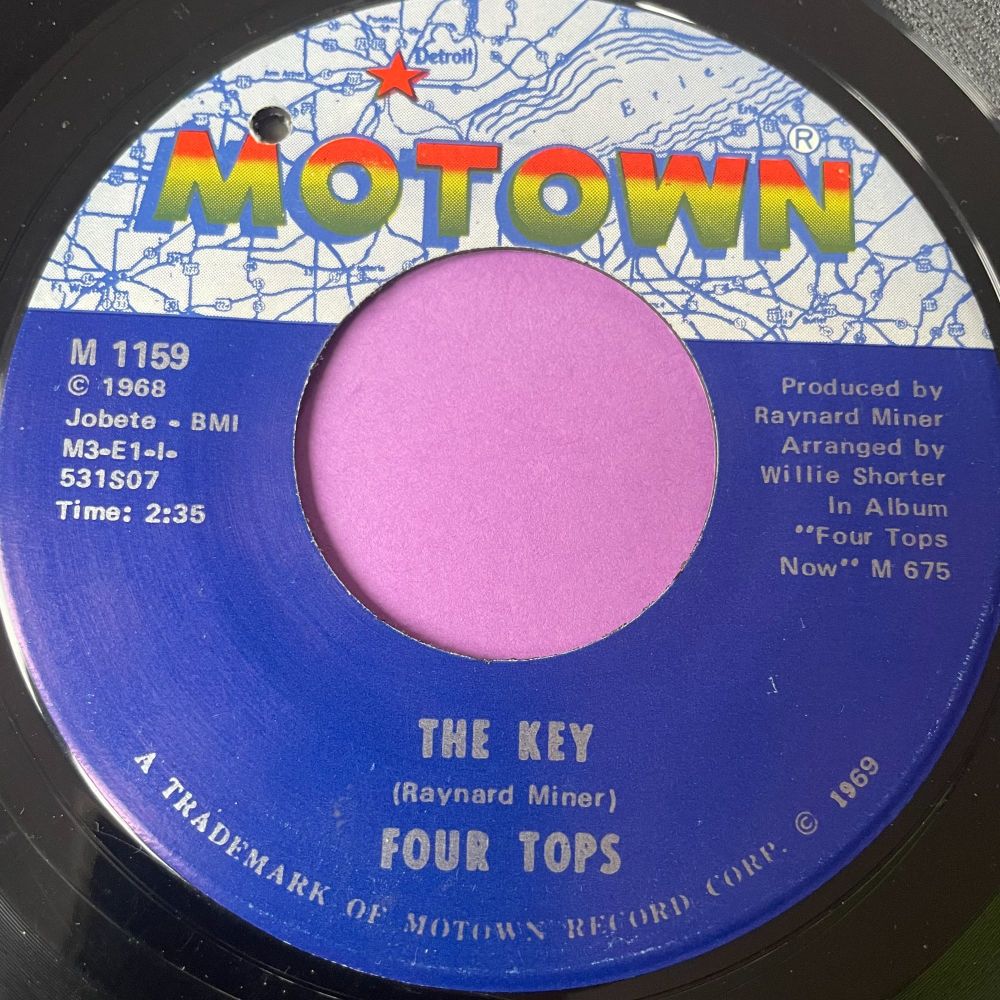 Detroit
Erie
MOTOWN®
M 1159
© 1968
Jobete - BMI
M3-E1-I-
531S07
Time: 2:35
Produced by
Raynard Miner
Arranged by
Willie Shorter
In Album
"Four Tops
Now" M 675
THE KEY
(Raynard Miner)
FOUR TOPS
A TRADEMARK OF MOTOWN RECORD CORP. © 1969